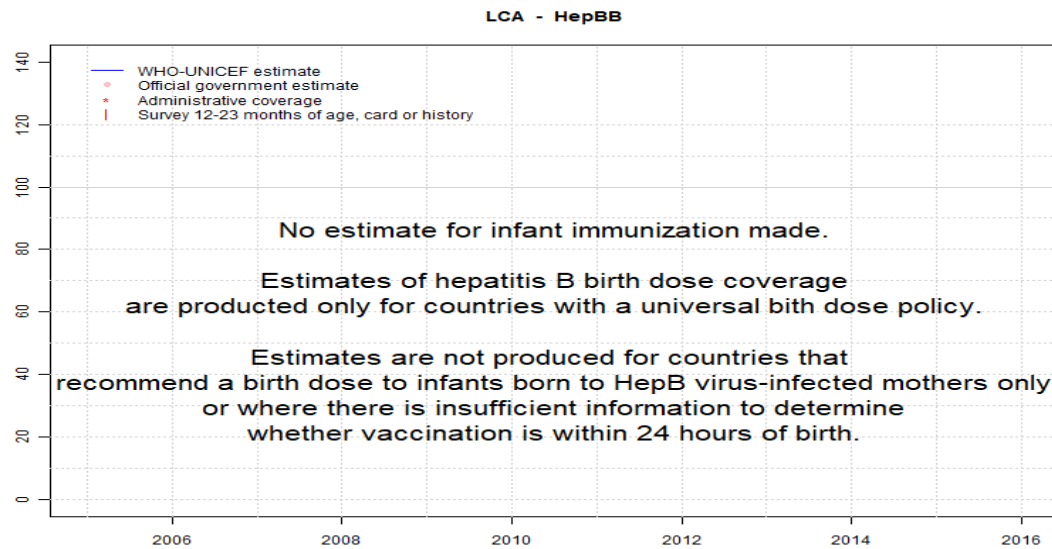 LCA - HepBB
140
120
100
80
60
40
20
0
WHO-UNICEF estimate
Official government estimate
Administrative coverage
Survey 12-23 months of age, card or history
No estimate for infant immunization made.
Estimates of hepatitis B birth dose coverage
are producted only for countries with a universal bith dose policy.
Estimates are not produced for countries that
recommend a birth dose to infants born to HepB virus-infected mothers only
or where there is insufficient information to determine
whether vaccination is within 24 hours of birth.
2006 2008 2010 2012 2014 2016